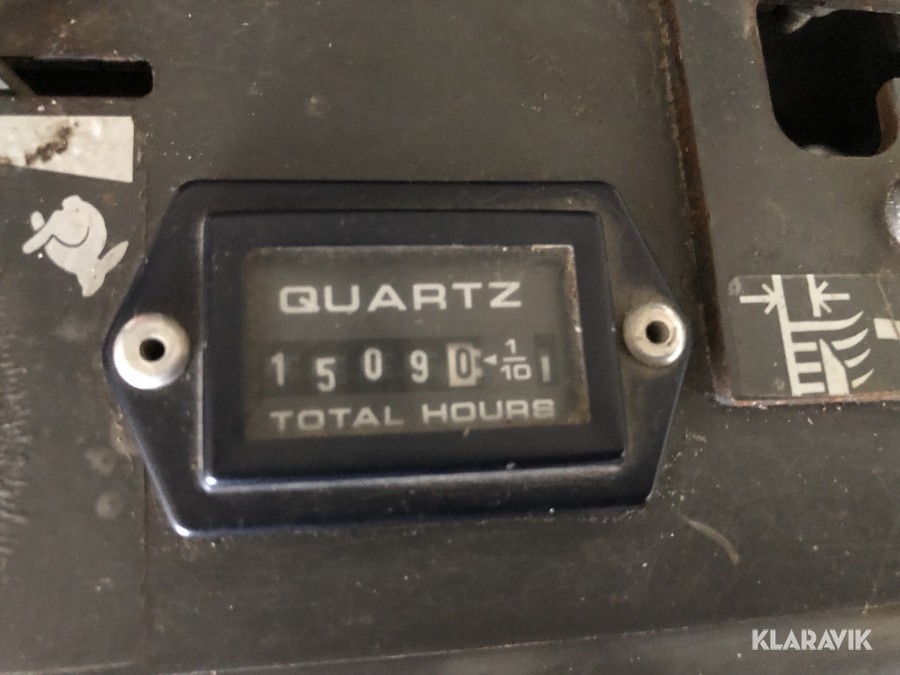 QUARTZ
15090 1/10
TOTAL HOURS
KLARAVIK